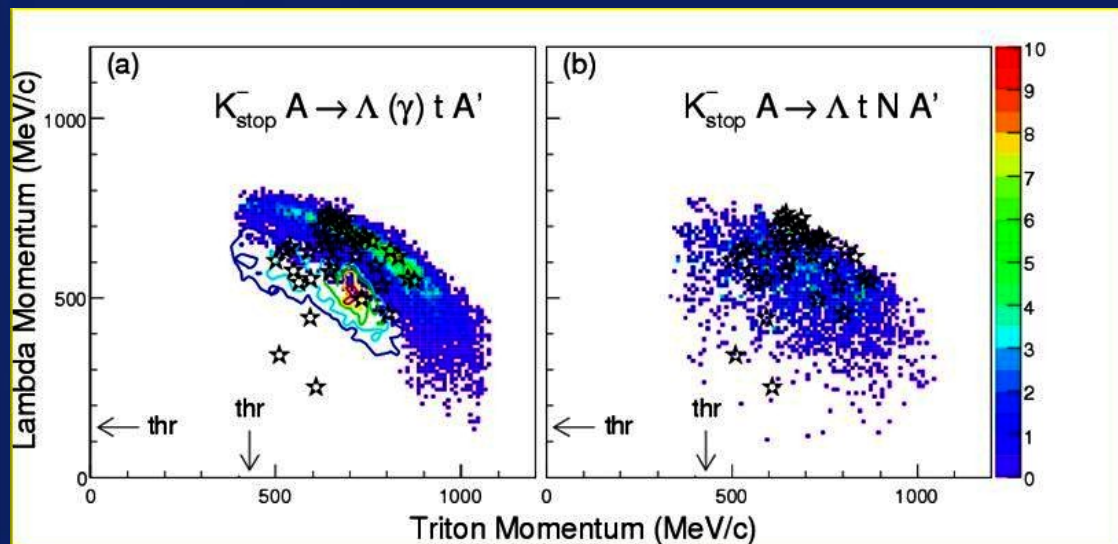 (a)
K⁻stop A → Λ (γ) t A'
(b)
K⁻stop A → Λ t N A'
Lambda Momentum (MeV/c)
1000
500
0
thr
thr
thr
thr
0
500
1000
0
500
1000
Triton Momentum (MeV/c)
10
9
8
7
6
5
4
3
2
1
0